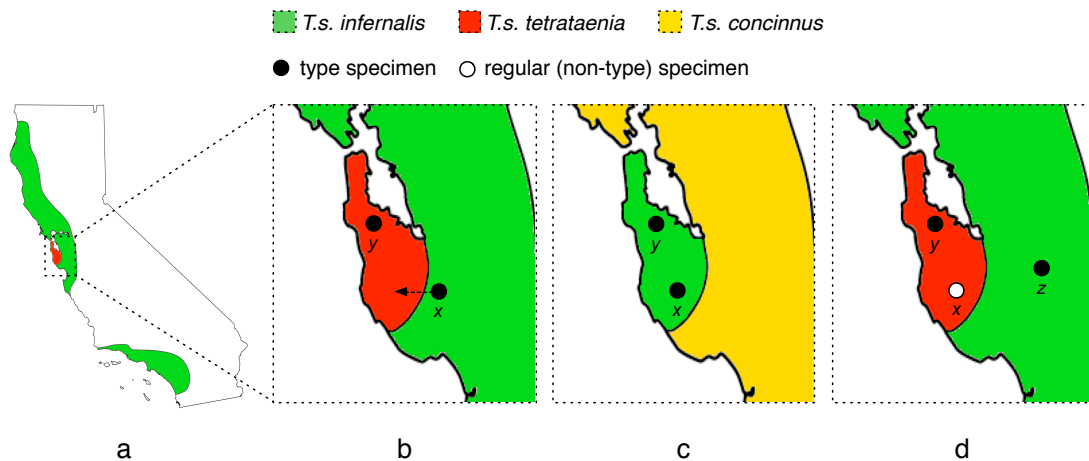 T.s. infernalis T.s. tetrataenia T.s. concinnus
type specimen regular (non-type) specimen
y y y
x x x z
a b c d